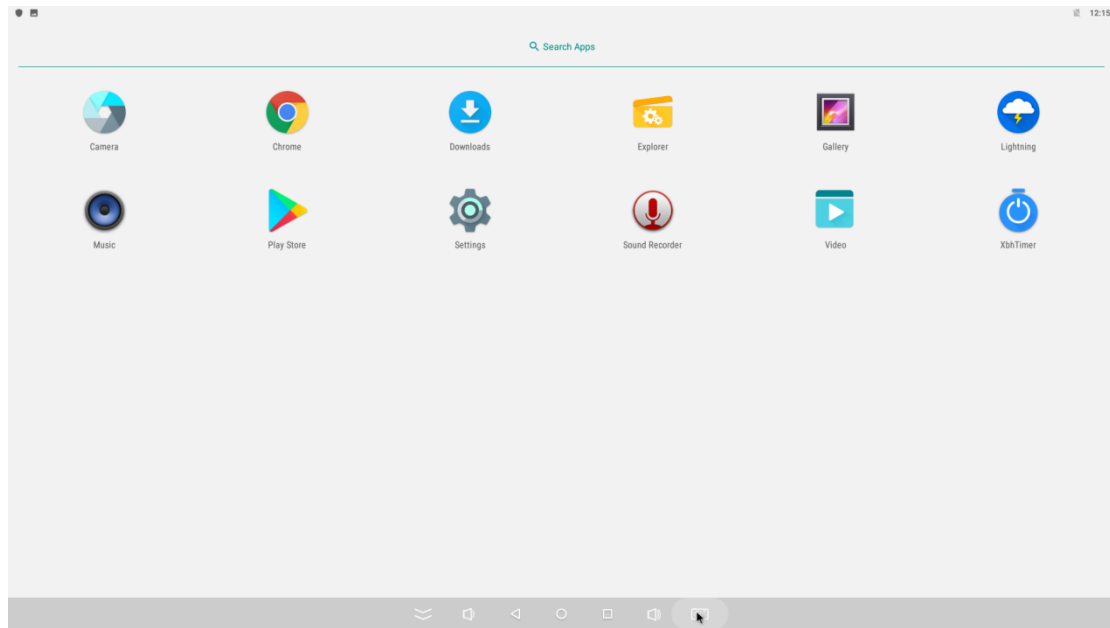 12:15
Search Apps
Camera
Chrome
Downloads
Explorer
Gallery
Lightning
Music
Play Store
Settings
Sound Recorder
Video
XbhTimer